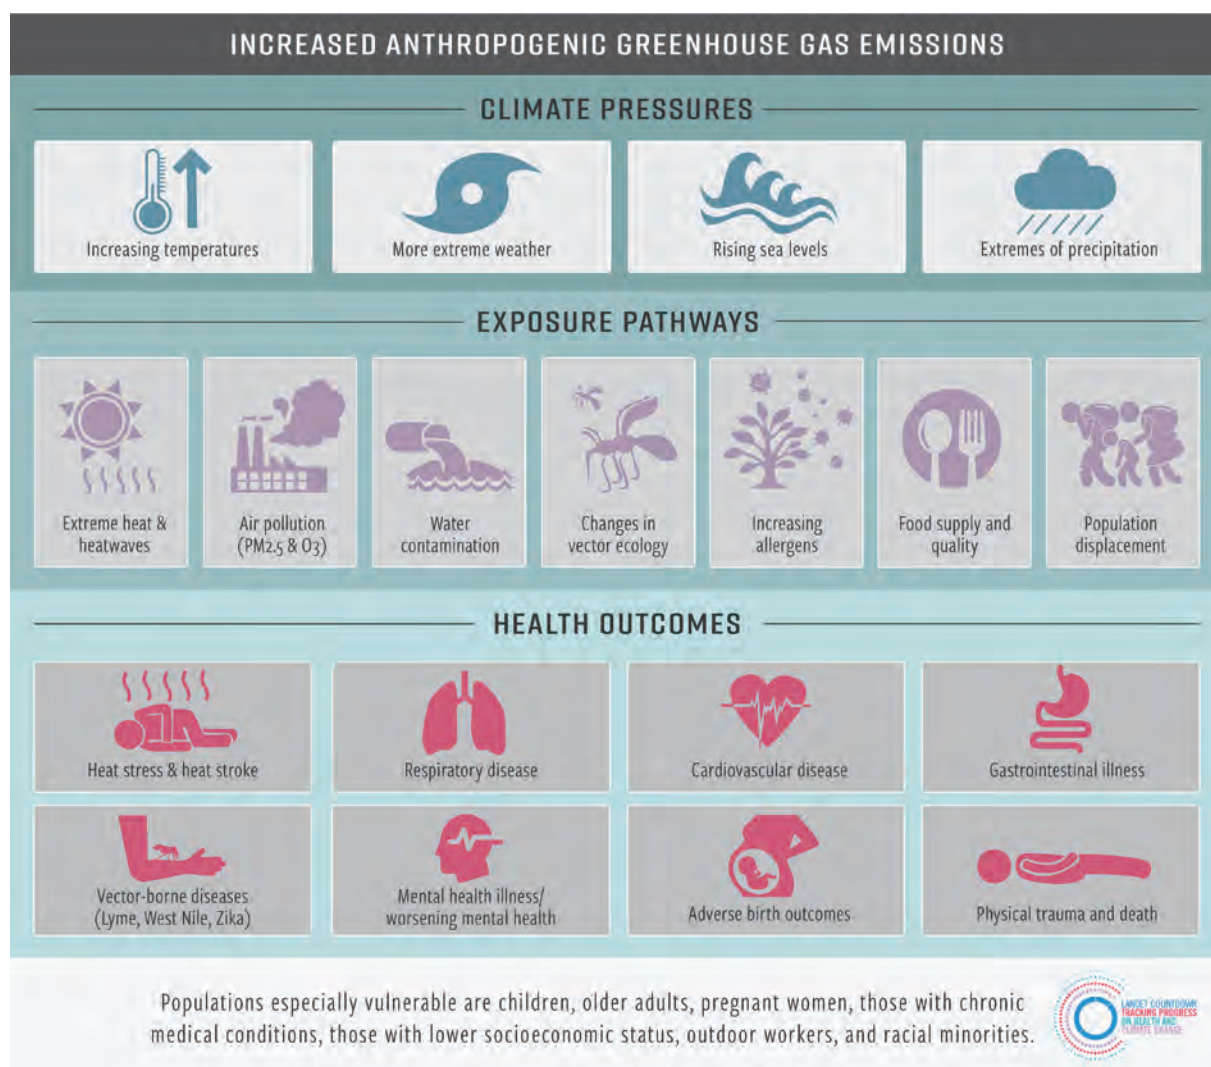 INCREASED ANTHROPOGENIC GREENHOUSE GAS EMISSIONS
CLIMATE PRESSURES
Increasing temperatures
More extreme weather
Rising sea levels
Extremes of precipitation
EXPOSURE PATHWAYS
Extreme heat &
heatwaves
Air pollution
(PM2.5 & O3)
Water
contamination
Changes in
vector ecology
Increasing
allergens
Food supply and
quality
Population
displacement
HEALTH OUTCOMES
Heat stress & heat stroke
Respiratory disease
Cardiovascular disease
Gastrointestinal illness
Vector-borne diseases
(Lyme, West Nile, Zika)
Mental health illness/
worsening mental health
Adverse birth outcomes
Physical trauma and death
Populations especially vulnerable are children, older adults, pregnant women, those with chronic
medical conditions, those with lower socioeconomic status, outdoor workers, and racial minorities.
LANCET COUNTDOWN:
TRACKING PROGRESS
ON HEALTH AND
CLIMATE CHANGE